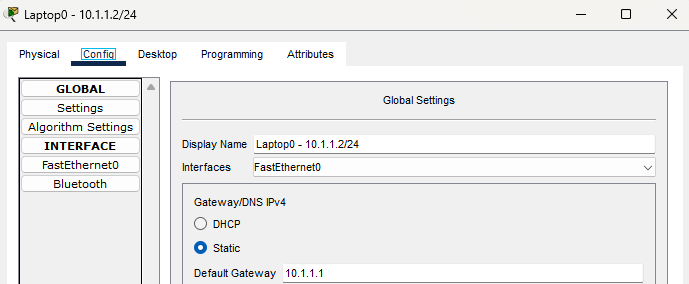 Laptop0 - 10.1.1.2/24
Physical Config Desktop Programming Attributes
GLOBAL
Settings
Algorithm Settings
INTERFACE
FastEthernet0
Bluetooth
Global Settings
Display Name Laptop0 - 10.1.1.2/24
Interfaces FastEthernet0
Gateway/DNS IPv4
DHCP
Static
Default Gateway 10.1.1.1